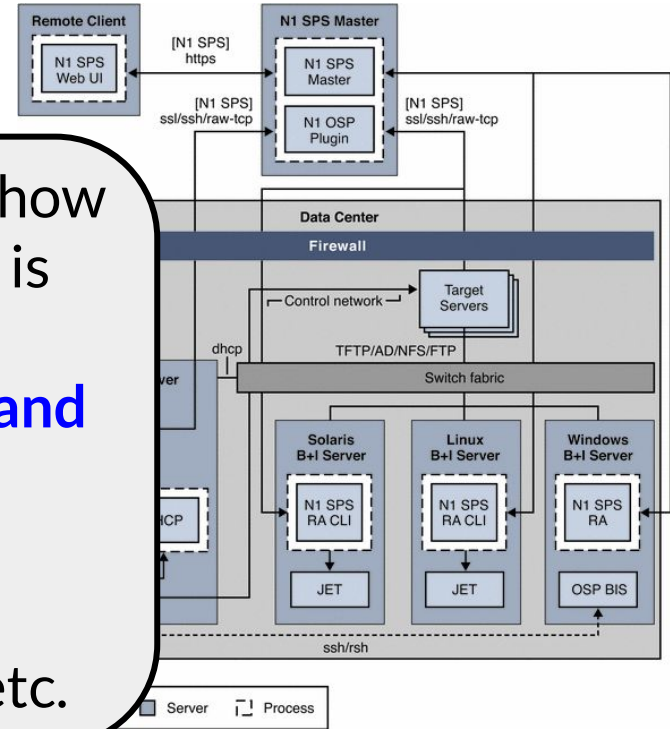 Remote Client
N1 SPS
Web UI
[N1 SPS]
https
N1 SPS Master
N1 SPS
Master
N1 OSP
Plugin
[N1 SPS]
ssl/ssh/raw-tcp
[N1 SPS]
ssl/ssh/raw-tcp
how
is
and
etc.
Data Center
Firewall
Control network
Target
Servers
dhcp
TFTP/AD/NFS/FTP
Switch fabric
ver
HCP
Solaris
B+I Server
N1 SPS
RA CLI
JET
Linux
B+I Server
N1 SPS
RA CLI
JET
Windows
B+I Server
N1 SPS
RA
OSP BIS
ssh/rsh
Server
Process